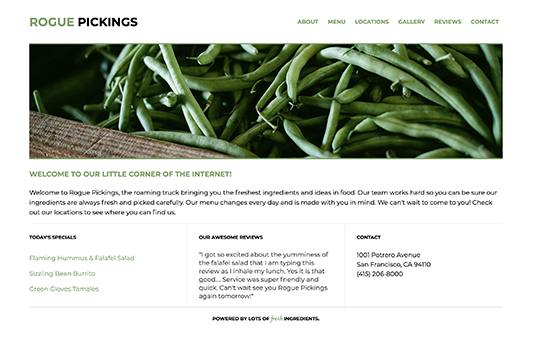 ROGUE PICKINGS
ABOUT MENU LOCATIONS GALLERY REVIEWS CONTACT
WELCOME TO OUR LITTLE CORNER OF THE INTERNET!
Welcome to Rogue Pickings, the roaming truck bringing you the freshest ingredients and ideas in food. Our team works hard so you can be sure our
ingredients are always fresh and picked carefully. Our menu changes every day and is made with you in mind. We can't wait to come to you! Check
out our locations to see where you can find us.
TODAY'S SPECIALS
Flaming Hummus & Falafel Salad
Sizzling Bean Burrito
Green Gloves Tamales
OUR AWESOME REVIEWS
"I got so excited about the yumminess
of the falafel salad that I am typing this
review as I inhale my lunch. Yes it is that
good.... Service was super friendly and
quick. Can't wait see you Rogue Pickings
again tomorrow!"
CONTACT
1001 Potrero Avenue
San Francisco, CA 94110
(415) 206-8000
POWERED BY LOTS OF fresh INGREDIENTS.